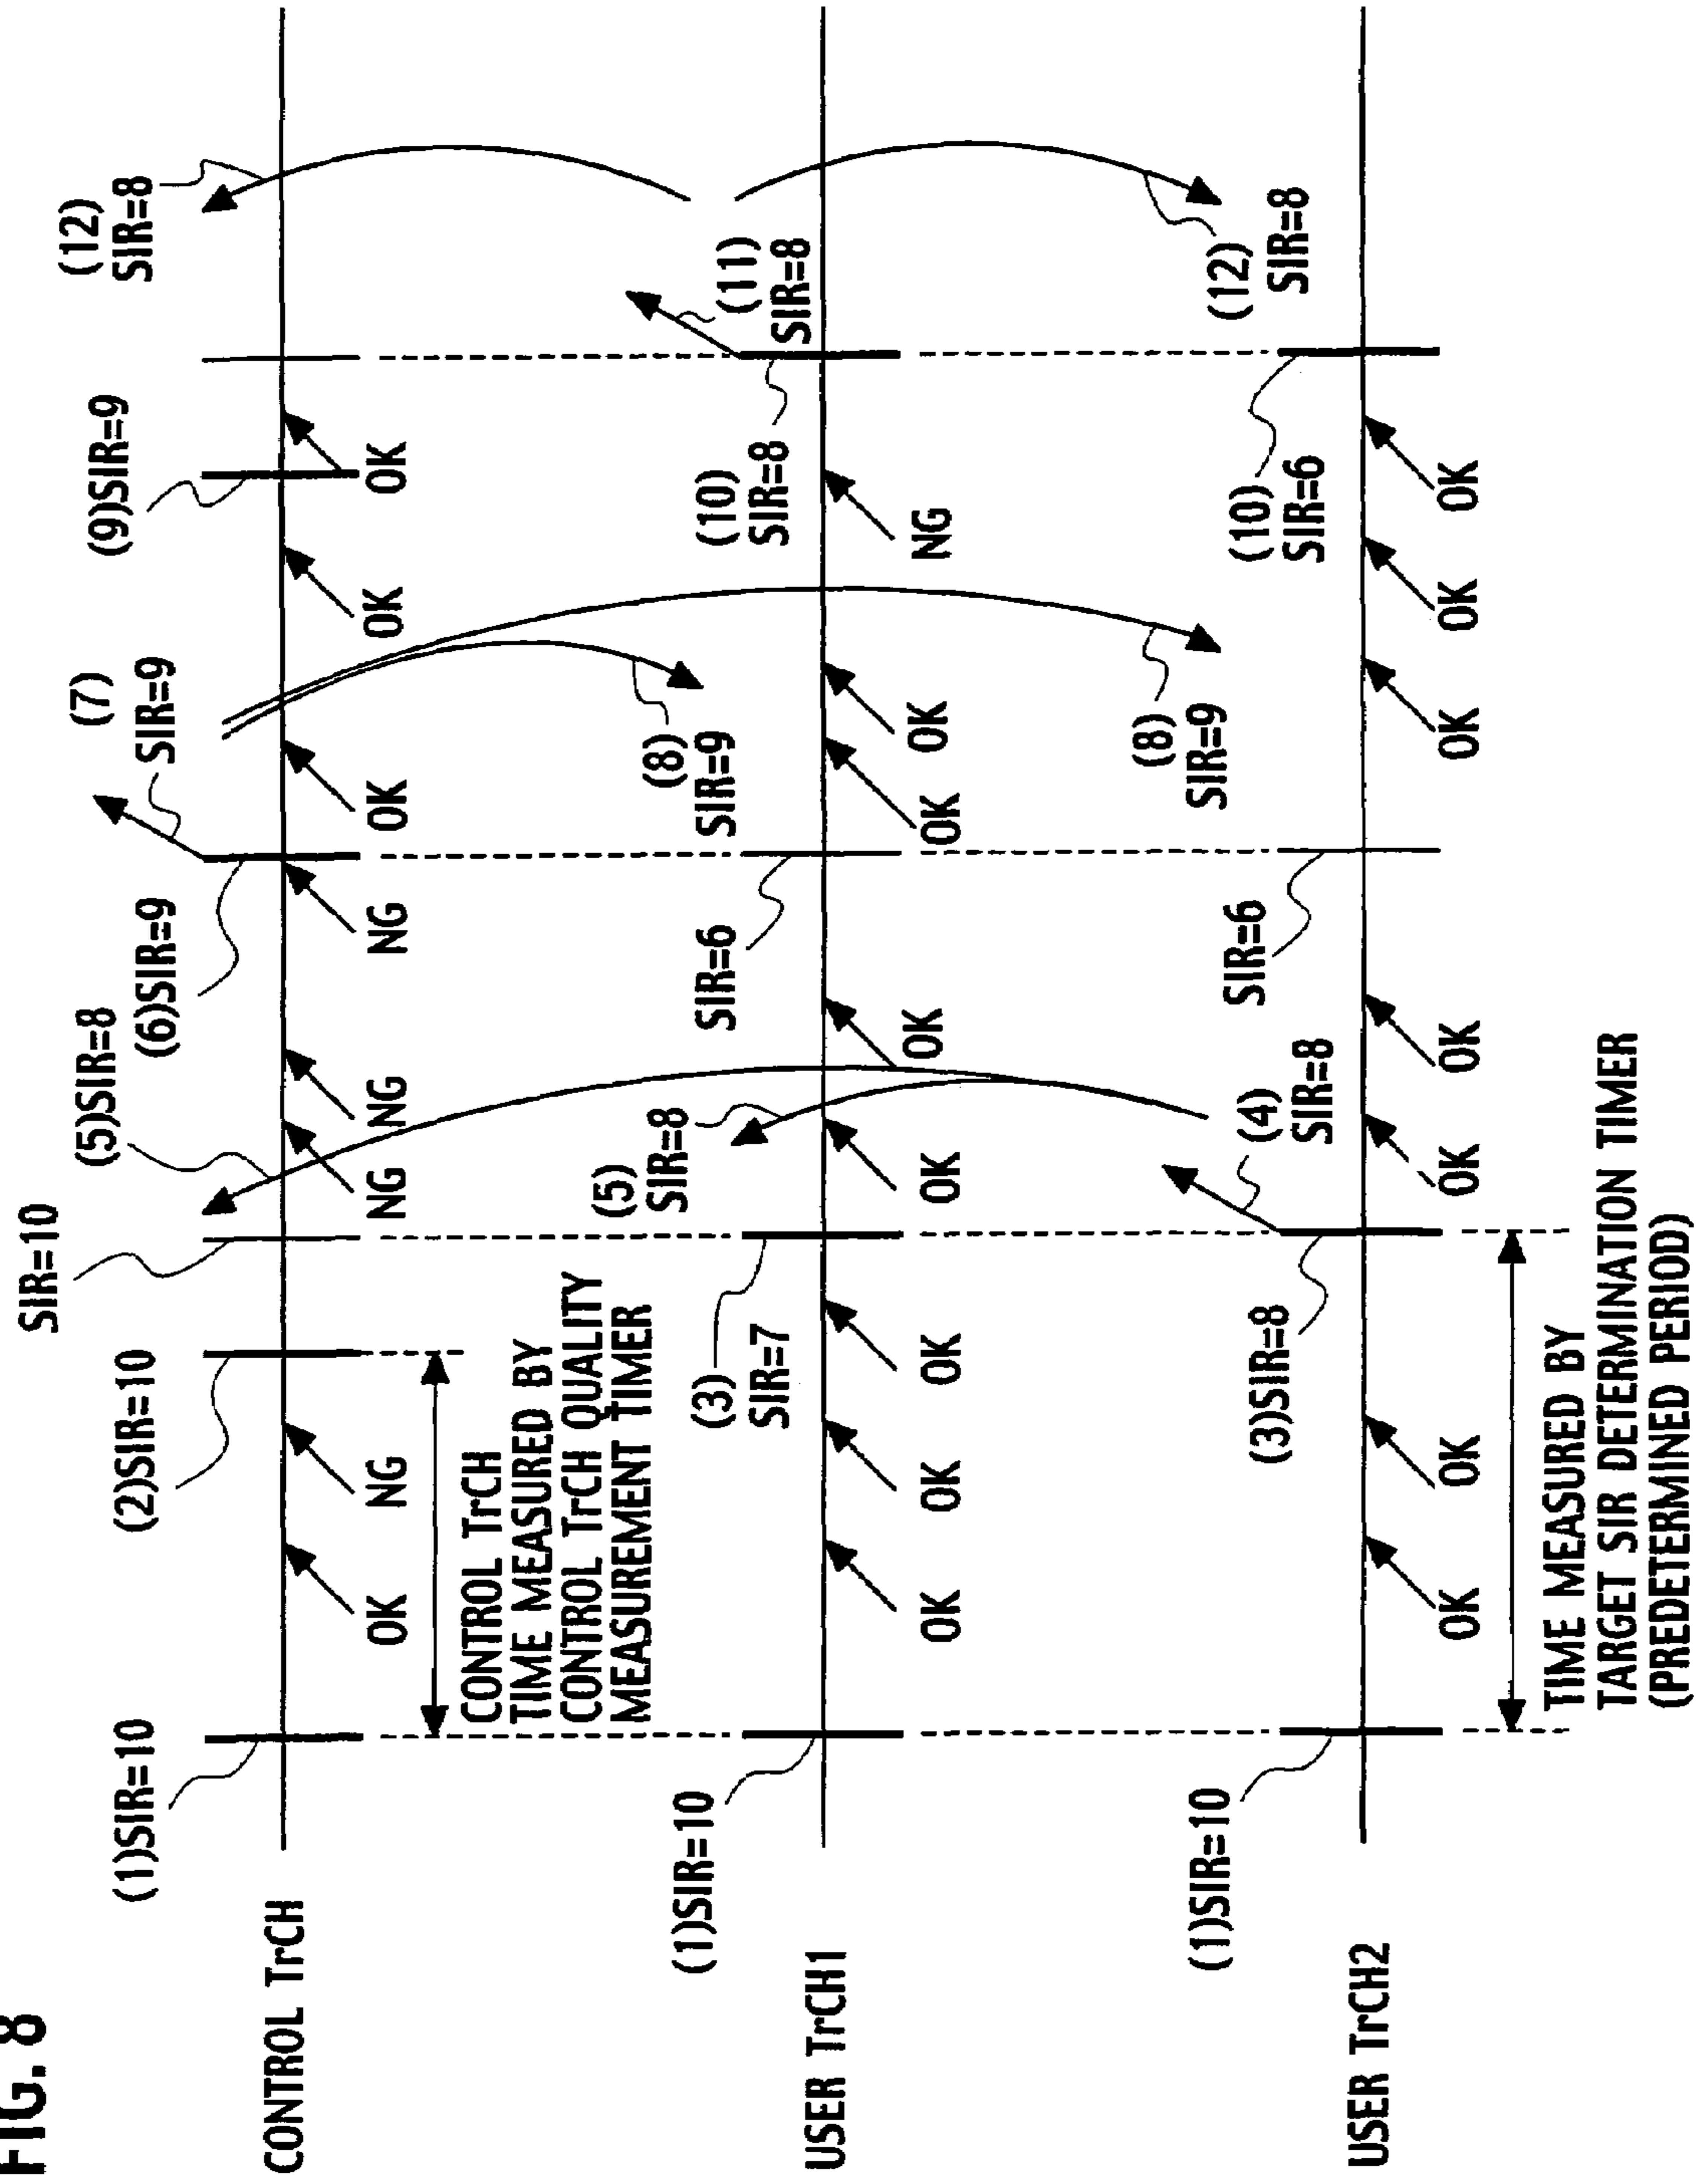 FIG. 8
CONTROL TrCH
(1)SIR=10
OK
NG
(2)SIR=10
SIR=10
(5)SIR=8
NG
NG
NG
(6)SIR=9
(7)
SIR=9
OK
OK
(9)SIR=9
OK
(12)
SIR=8
CONTROL TrCH
TIME MEASURED BY
CONTROL TrCH QUALITY
MEASUREMENT TIMER
USER TrCH1
(1)SIR=10
OK
OK
OK
(3)
SIR=7
(5)
SIR=8
OK
OK
SIR=6
OK
OK
(8)
SIR=9
NG
(10)
SIR=8
(11)
SIR=8
USER TrCH2
(1)SIR=10
OK
OK
(3)SIR=8
(4)
SIR=8
OK
OK
SIR=6
(8)
SIR=9
OK
OK
OK
(10)
SIR=6
(12)
SIR=8
TIME MEASURED BY
TARGET SIR DETERMINATION TIMER
(PREDETERMINED PERIOD)